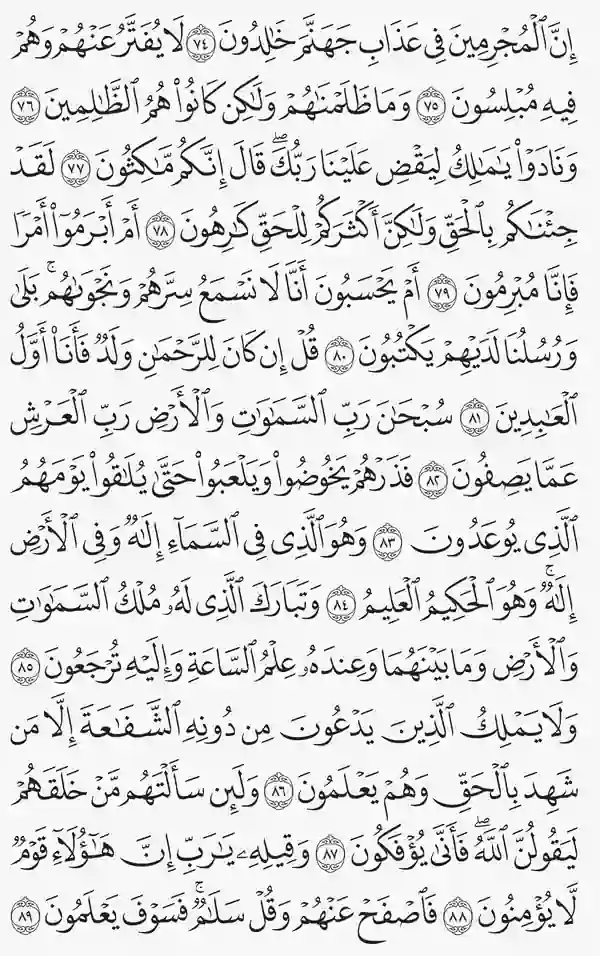 إِنَّ ٱلْمُجْرِمِينَ فِى عَذَابِ جَهَنَّمَ خَٰلِدُونَ ٧٤ لَا يُفَتَّرُ عَنْهُمْ وَهُمْ
فِيهِ مُبْلِسُونَ ٧٥ وَمَا ظَلَمْنَٰهُمْ وَلَٰكِن كَانُوا۟ هُمُ ٱلظَّٰلِمِينَ ٧٦
وَنَادَوْا۟ يَٰمَٰلِكُ لِيَقْضِ عَلَيْنَا رَبُّكَ ۖ قَالَ إِنَّكُم مَّٰكِثُونَ ٧٧ لَقَدْ
جِئْنَٰكُم بِٱلْحَقِّ وَلَٰكِنَّ أَكْثَرَكُمْ لِلْحَقِّ كَٰرِهُونَ ٧٨ أَمْ أَبْرَمُوٓا۟ أَمْرًا
فَإِنَّا مُبْرِمُونَ ٧٩ أَمْ يَحْسَبُونَ أَنَّا لَا نَسْمَعُ سِرَّهُمْ وَنَجْوَىٰهُم ۚ بَلَىٰ
وَرُسُلُنَا لَدَيْهِمْ يَكْتُبُونَ ٨٠ قُلْ إِن كَانَ لِلرَّحْمَٰنِ وَلَدٌ فَأَنَا۠ أَوَّلُ
ٱلْعَٰبِدِينَ ٨١ سُبْحَٰنَ رَبِّ ٱلسَّمَٰوَٰتِ وَٱلْأَرْضِ رَبِّ ٱلْعَرْشِ
عَمَّا يَصِفُونَ ٨٢ فَذَرْهُمْ يَخُوضُوا۟ وَيَلْعَبُوا۟ حَتَّىٰ يُلَٰقُوا۟ يَوْمَهُمُ
ٱلَّذِى يُوعَدُونَ ٨٣ وَهُوَ ٱلَّذِى فِى ٱلسَّمَآءِ إِلَٰهٌ وَفِى ٱلْأَرْضِ
إِلَٰهٌ ۚ وَهُوَ ٱلْحَكِيمُ ٱلْعَلِيمُ ٨٤ وَتَبَارَكَ ٱلَّذِى لَهُۥ مُلْكُ ٱلسَّمَٰوَٰتِ
وَٱلْأَرْضِ وَمَا بَيْنَهُمَا وَعِندَهُۥ عِلْمُ ٱلسَّاعَةِ وَإِلَيْهِ تُرْجَعُونَ ٨٥
وَلَا يَمْلِكُ ٱلَّذِينَ يَدْعُونَ مِن دُونِهِ ٱلشَّفَٰعَةَ إِلَّا مَن
شَهِدَ بِٱلْحَقِّ وَهُمْ يَعْلَمُونَ ٨٦ وَلَئِن سَأَلْتَهُم مَّنْ خَلَقَهُمْ
لَيَقُولُنَّ ٱللَّهُ ۖ فَأَنَّىٰ يُؤْفَكُونَ ٨٧ وَقِيلِهِۦ يَٰرَبِّ إِنَّ هَٰٓؤُلَآءِ قَوْمٌ
لَّا يُؤْمِنُونَ ٨٨ فَٱصْفَحْ عَنْهُمْ وَقُلْ سَلَٰمٌ ۚ فَسَوْفَ يَعْلَمُونَ ٨٩